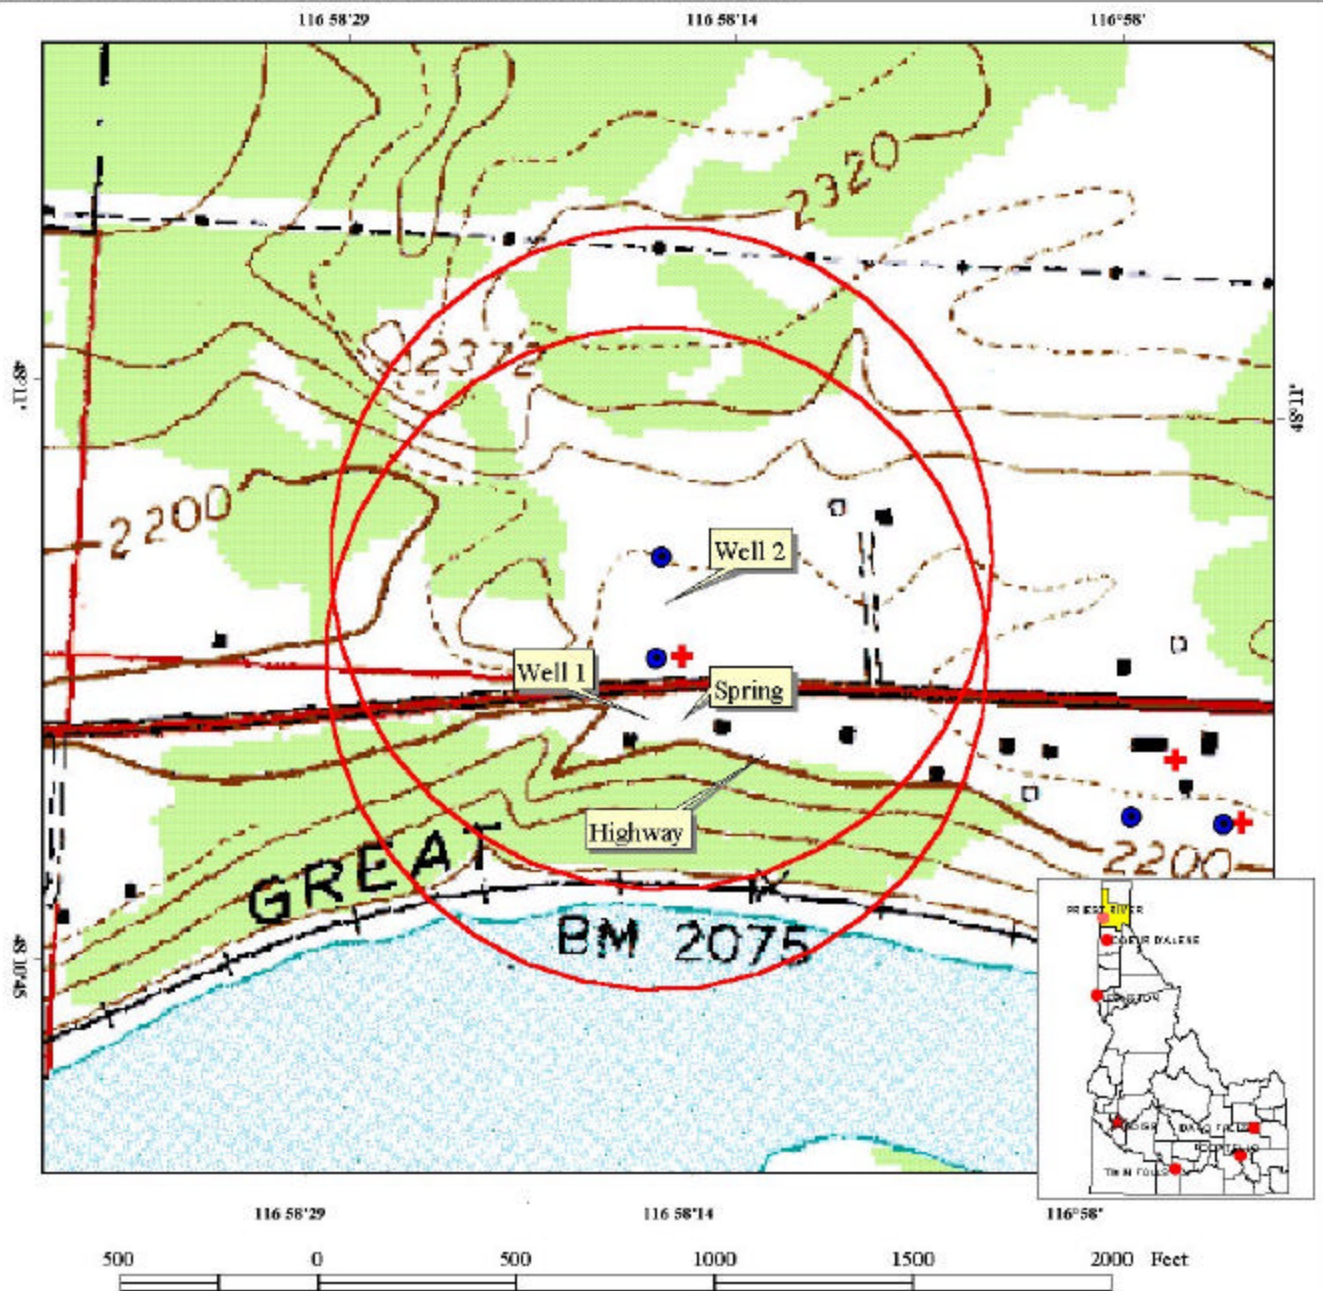 116 58'29 116 58'14 116°58'
2320
2372
48°11'
48°11'
2200
Well 2
Well 1
Spring
Highway
GREAT
2200
BM 2075
48°10'45
PRIEST RIVER
COEUR D'ALENE
LEWISTON
BOISE
IDAHO FALLS
POCATELLO
TWIN FALLS
116 58'29 116 58'14 116°58'
500 0 500 1000 1500 2000 Feet